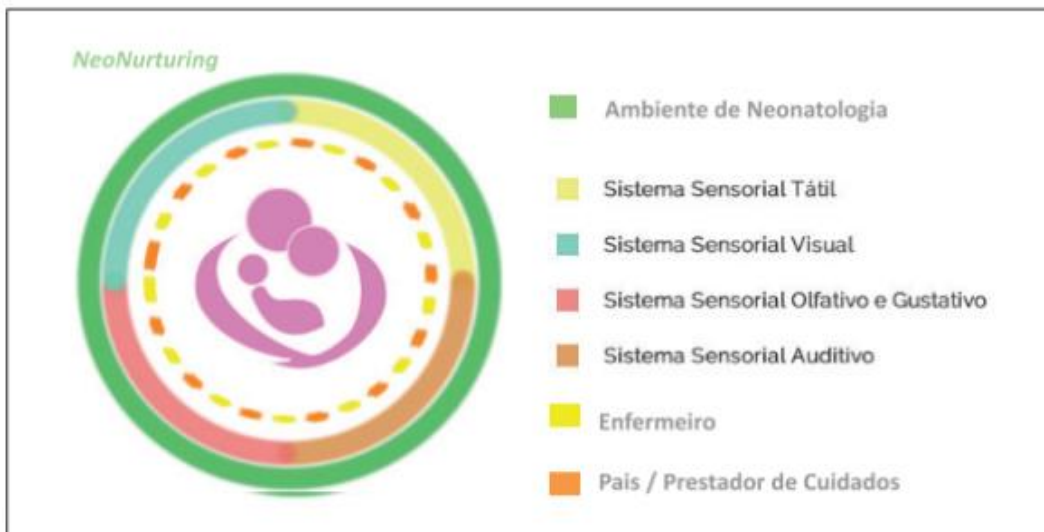 NeoNurturing
Ambiente de Neonatologia
Sistema Sensorial Tátil
Sistema Sensorial Visual
Sistema Sensorial Olfativo e Gustativo
Sistema Sensorial Auditivo
Enfermeiro
Pais / Prestador de Cuidados